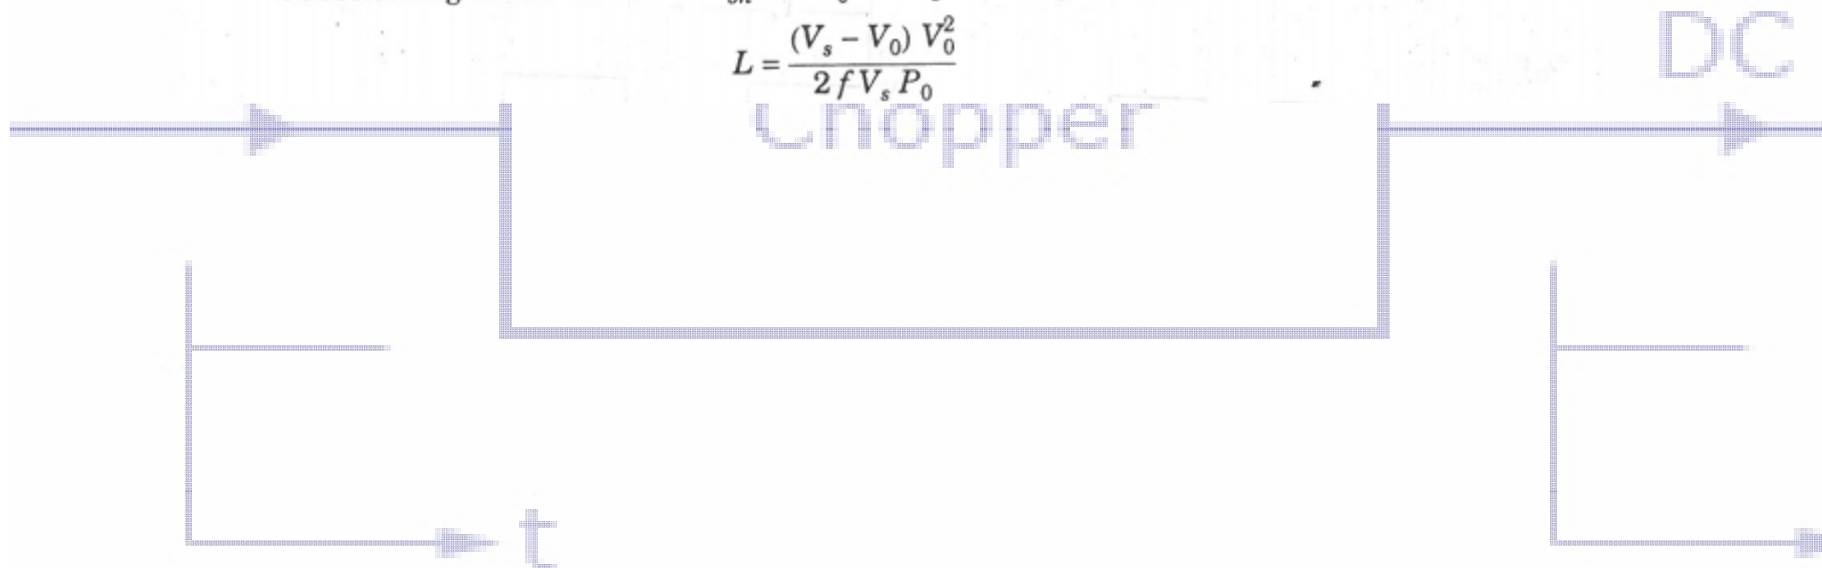 L = (V_s − V_0) V_0^2 / 2 f V_s P_0
DC
Chopper
t